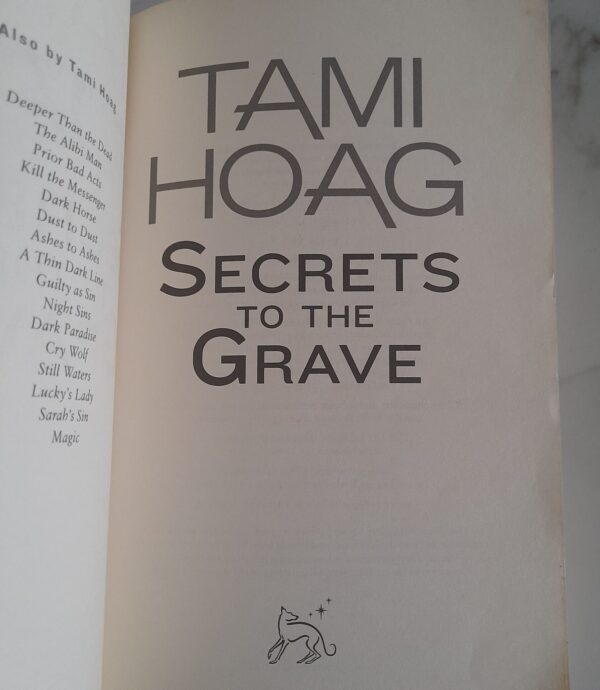 Also by Tami Hoag
Deeper Than the Dead
The Alibi Man
Prior Bad Acts
Kill the Messenger
Dark Horse
Dust to Dust
Ashes to Ashes
A Thin Dark Line
Guilty as Sin
Night Sins
Dark Paradise
Cry Wolf
Still Waters
Lucky's Lady
Sarah's Sin
Magic
TAMI
HOAG
SECRETS
TO THE
GRAVE